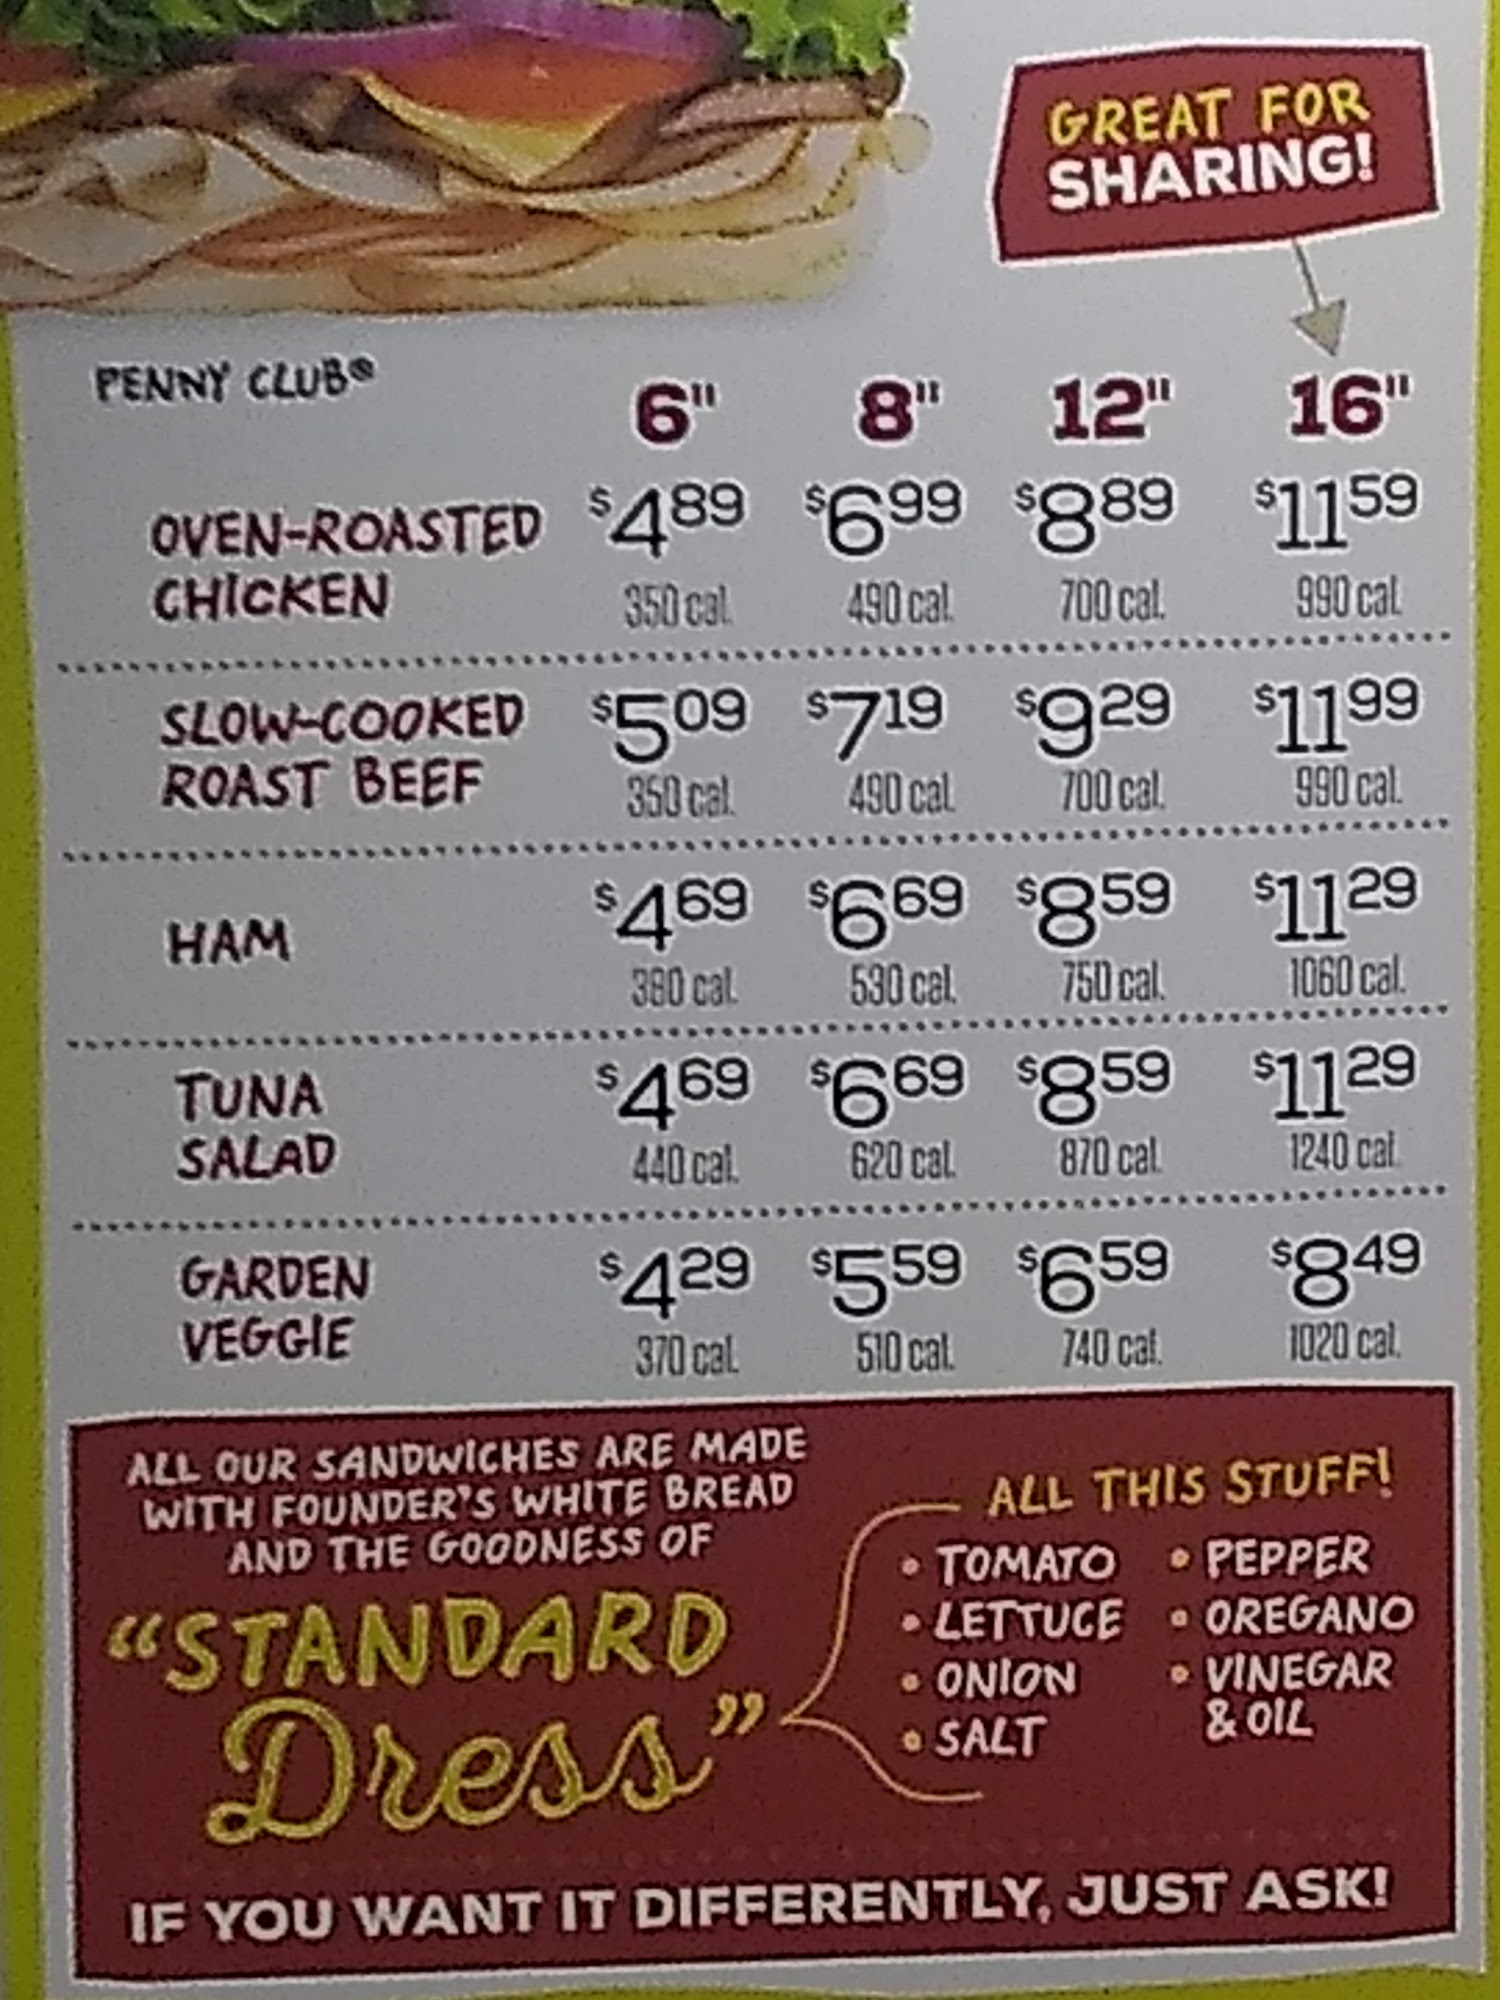 GREAT FOR
SHARING!
PENNY CLUB®
6" 8" 12" 16"
OVEN-ROASTED
CHICKEN
$4.89 $6.99 $8.89 $11.59
350 cal. 490 cal. 700 cal. 990 cal.
SLOW-COOKED
ROAST BEEF
$5.09 $7.19 $9.29 $11.99
350 cal. 490 cal. 700 cal. 990 cal.
HAM
$4.69 $6.69 $8.59 $11.29
380 cal. 530 cal. 750 cal. 1060 cal.
TUNA
SALAD
$4.69 $6.69 $8.59 $11.29
440 cal. 620 cal. 870 cal. 1240 cal.
GARDEN
VEGGIE
$4.29 $5.59 $6.59 $8.49
370 cal. 510 cal. 740 cal. 1020 cal.
ALL OUR SANDWICHES ARE MADE
WITH FOUNDER'S WHITE BREAD
AND THE GOODNESS OF
"STANDARD
Dress"
ALL THIS STUFF!
• TOMATO • PEPPER
• LETTUCE • OREGANO
• ONION • VINEGAR
& OIL
• SALT
IF YOU WANT IT DIFFERENTLY, JUST ASK!